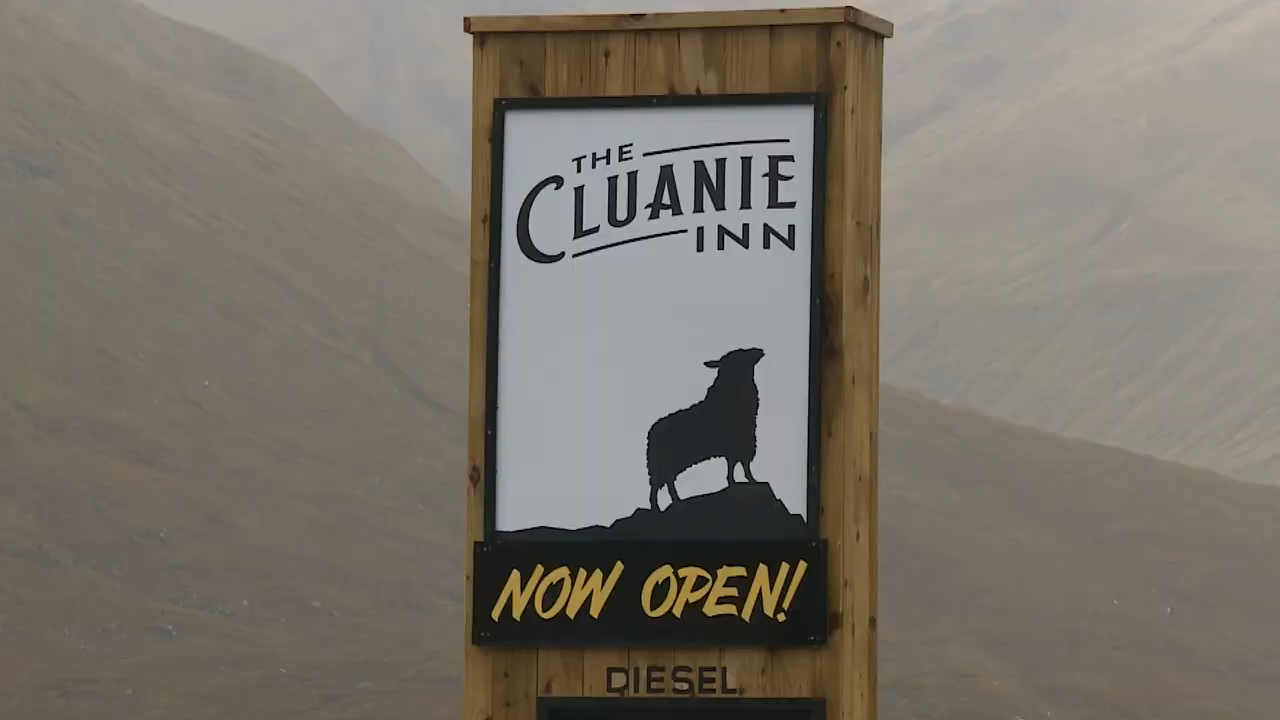 THE
CLUANIE
INN
NOW OPEN!
DIESEL